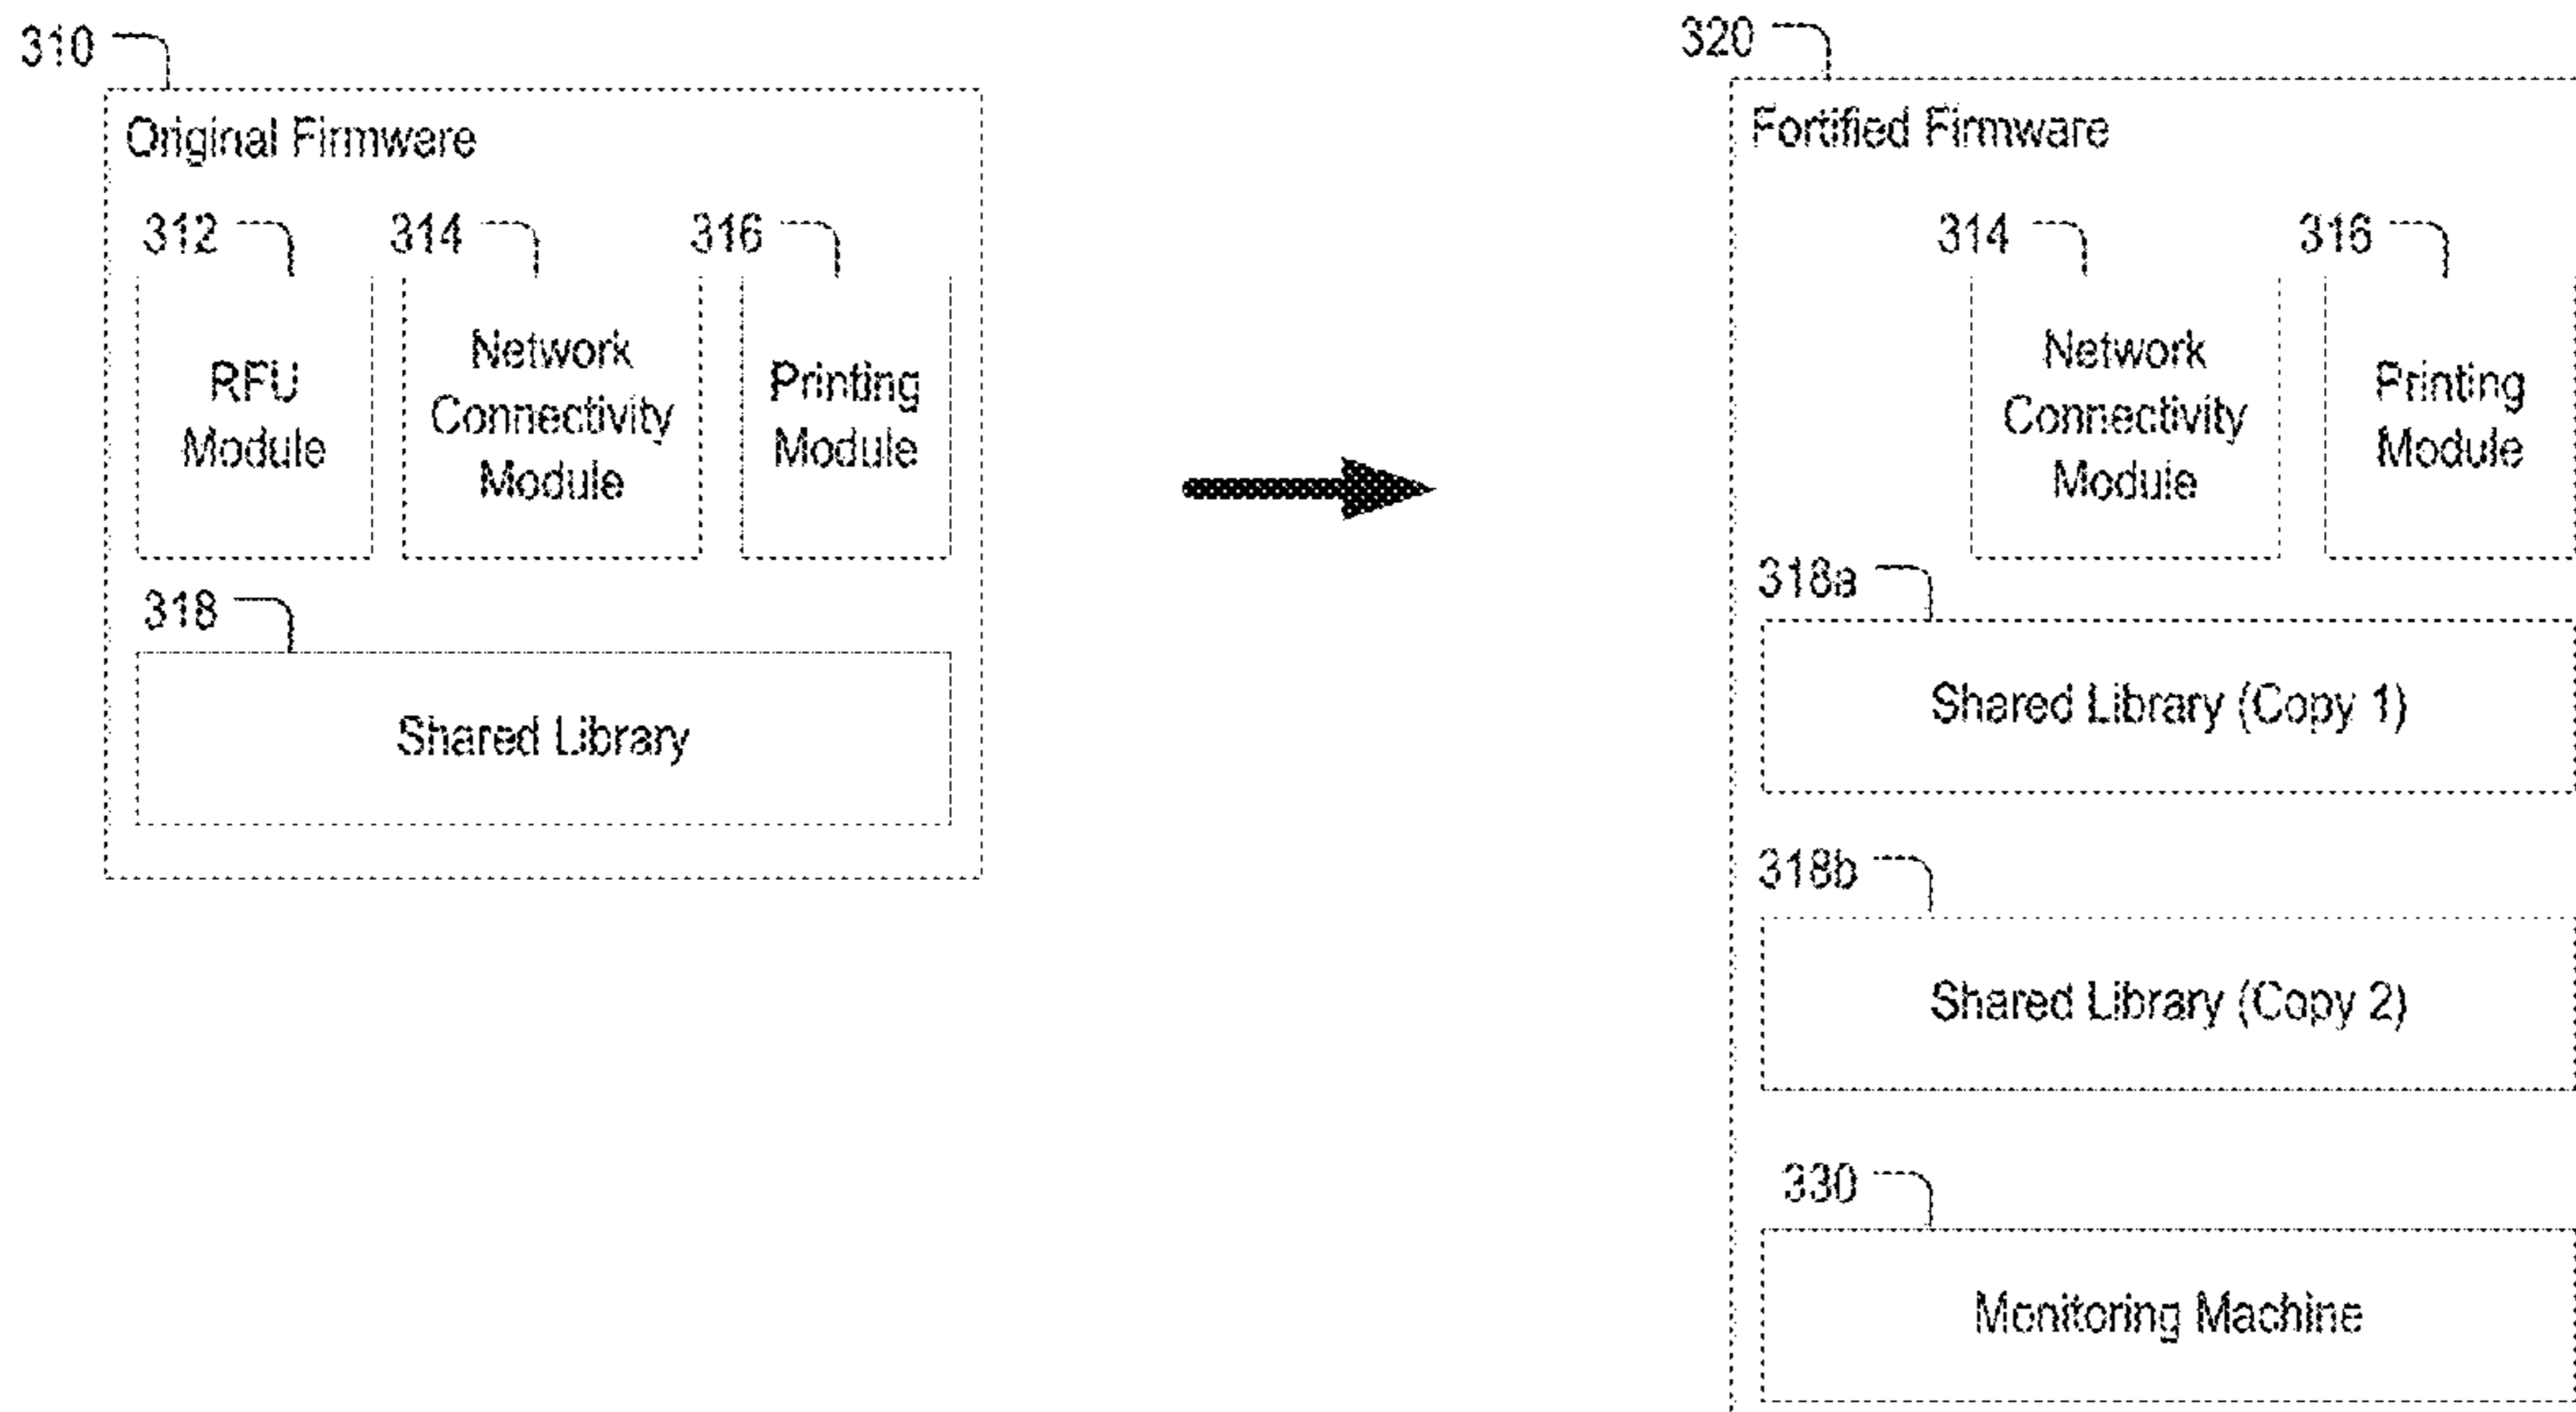 310
Original Firmware
312
314
316
RFU
Module
Network
Connectivity
Module
Printing
Module
318
Shared Library
320
Fortified Firmware
314
316
Network
Connectivity
Module
Printing
Module
318a
Shared Library (Copy 1)
318b
Shared Library (Copy 2)
330
Monitoring Machine